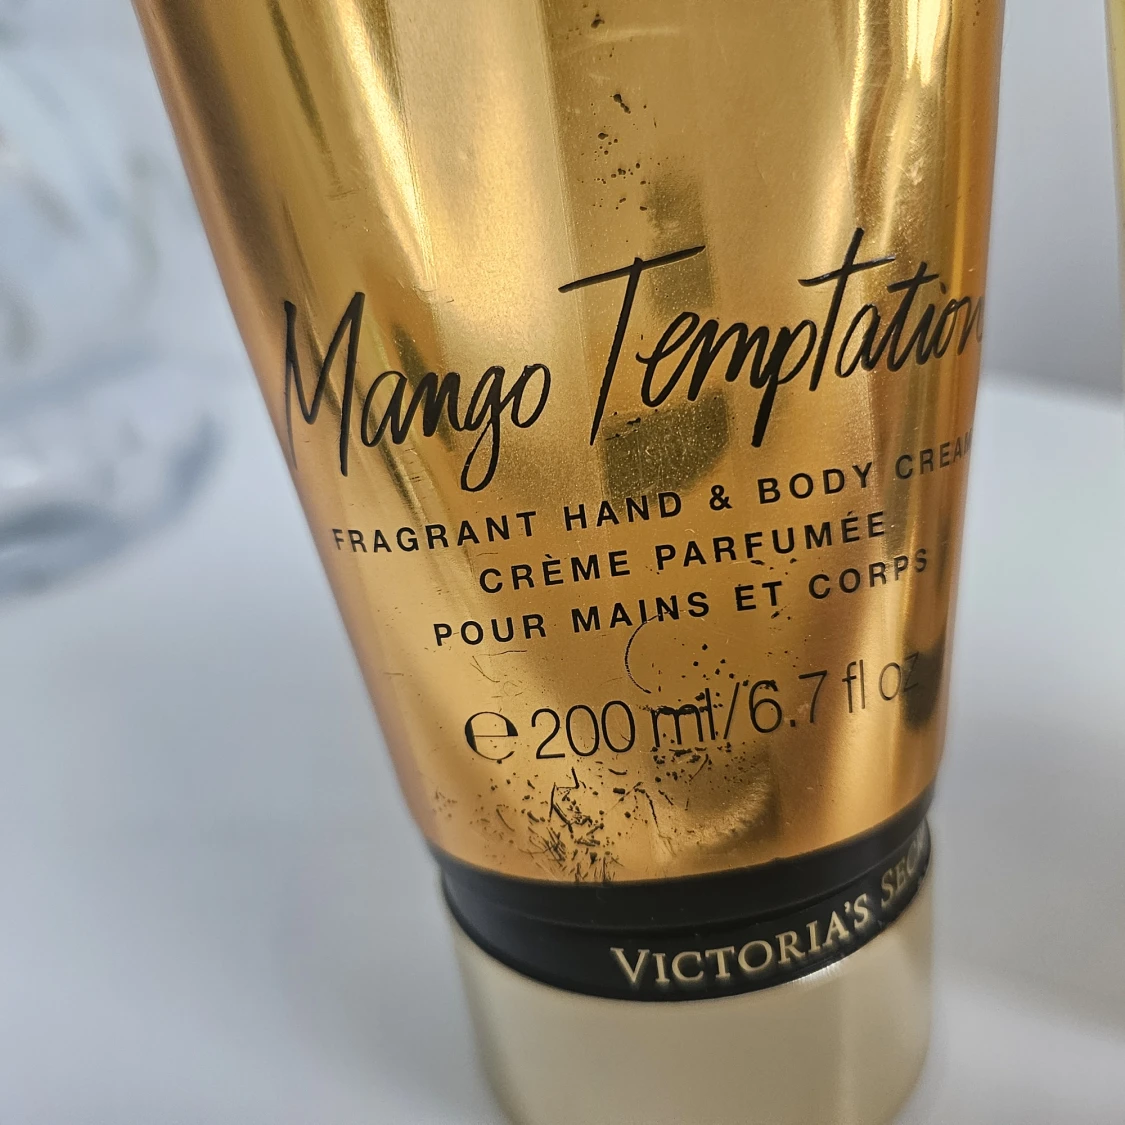 Mango Temptation
FRAGRANT HAND & BODY CREAM
CRÈME PARFUMÉE
POUR MAINS ET CORPS
℮ 200 ml/6.7 fl oz
VICTORIA'S